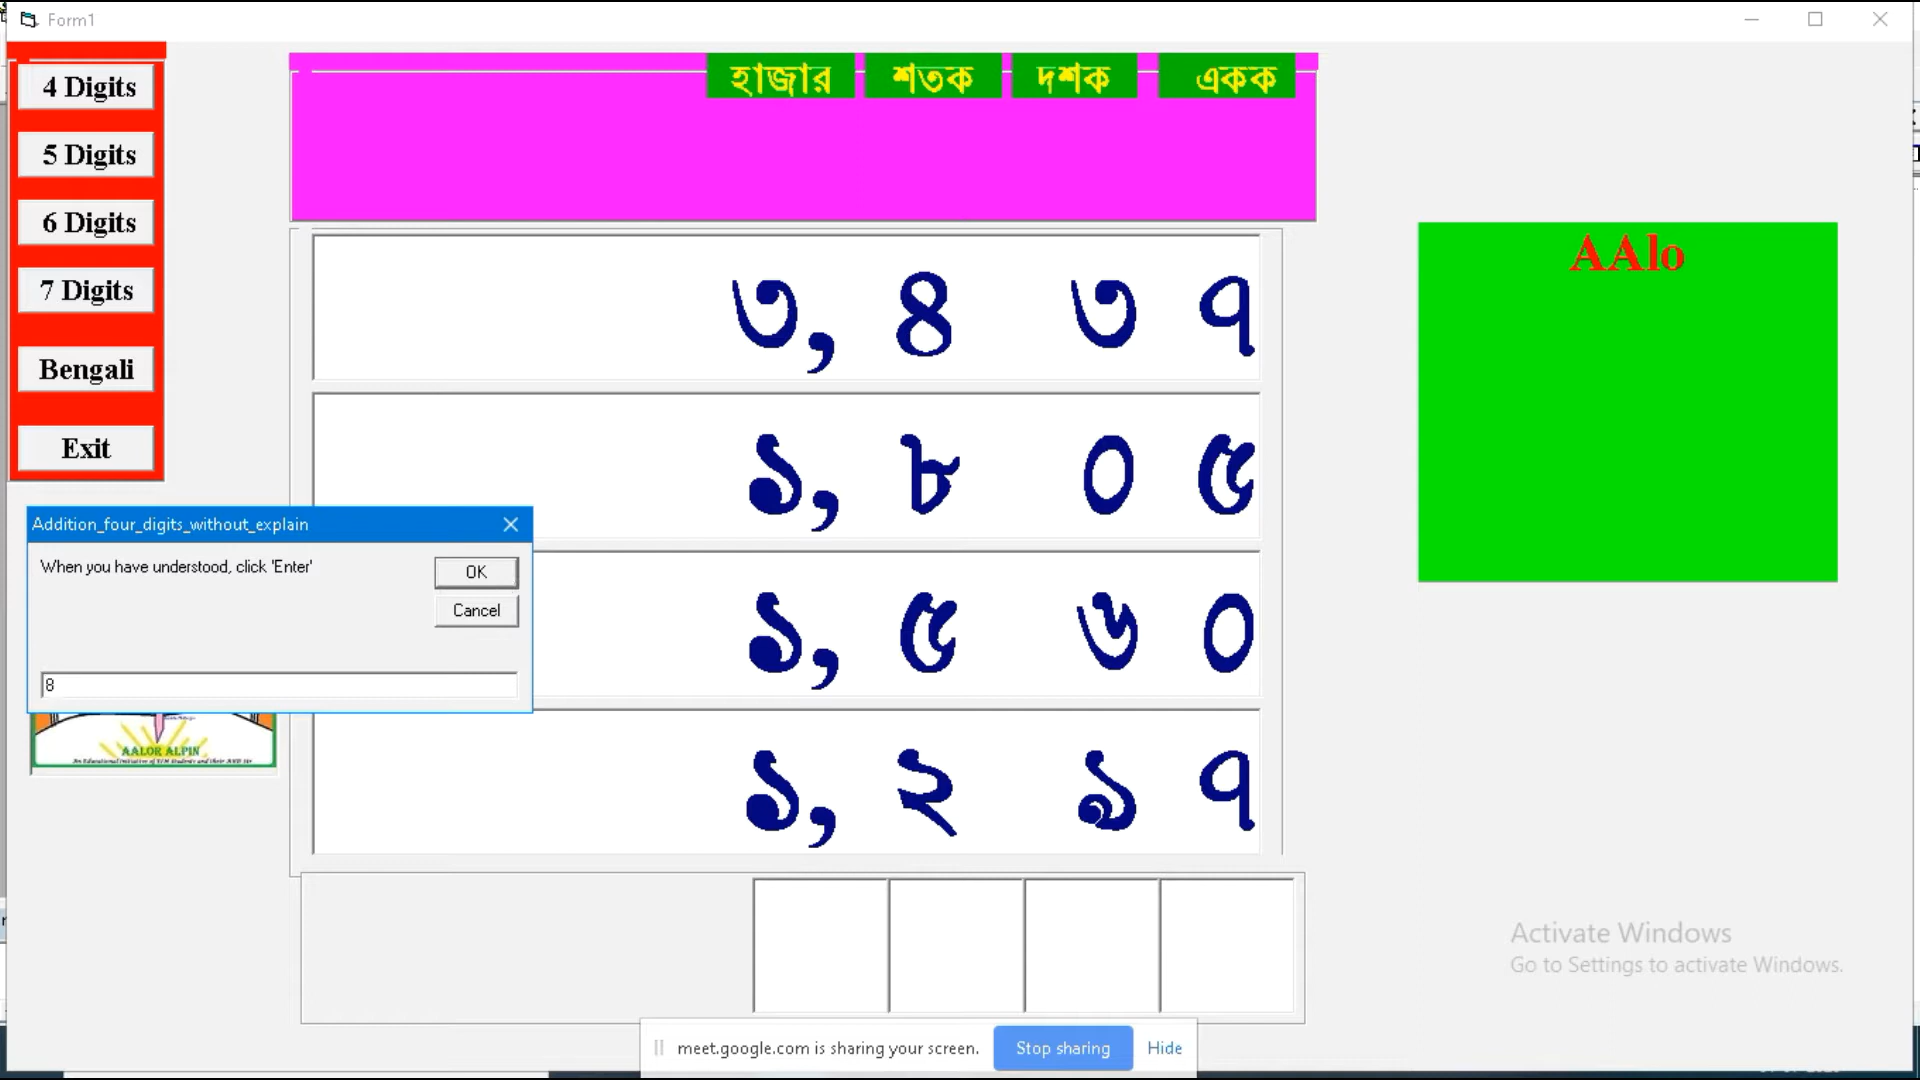 Form1
4 Digits
5 Digits
6 Digits
7 Digits
Bengali
Exit
হাজার শতক দশক একক
৩, ৪ ৩ ৭
১, ৮ ০ ৫
১, ৫ ৬ ০
১, ২ ৯ ৭
AAlo
Addition_four_digits_without_explain
When you have understood, click 'Enter'
OK
Cancel
8
AALOR ALPIN
Activate Windows
Go to Settings to activate Windows.
meet.google.com is sharing your screen. Stop sharing Hide